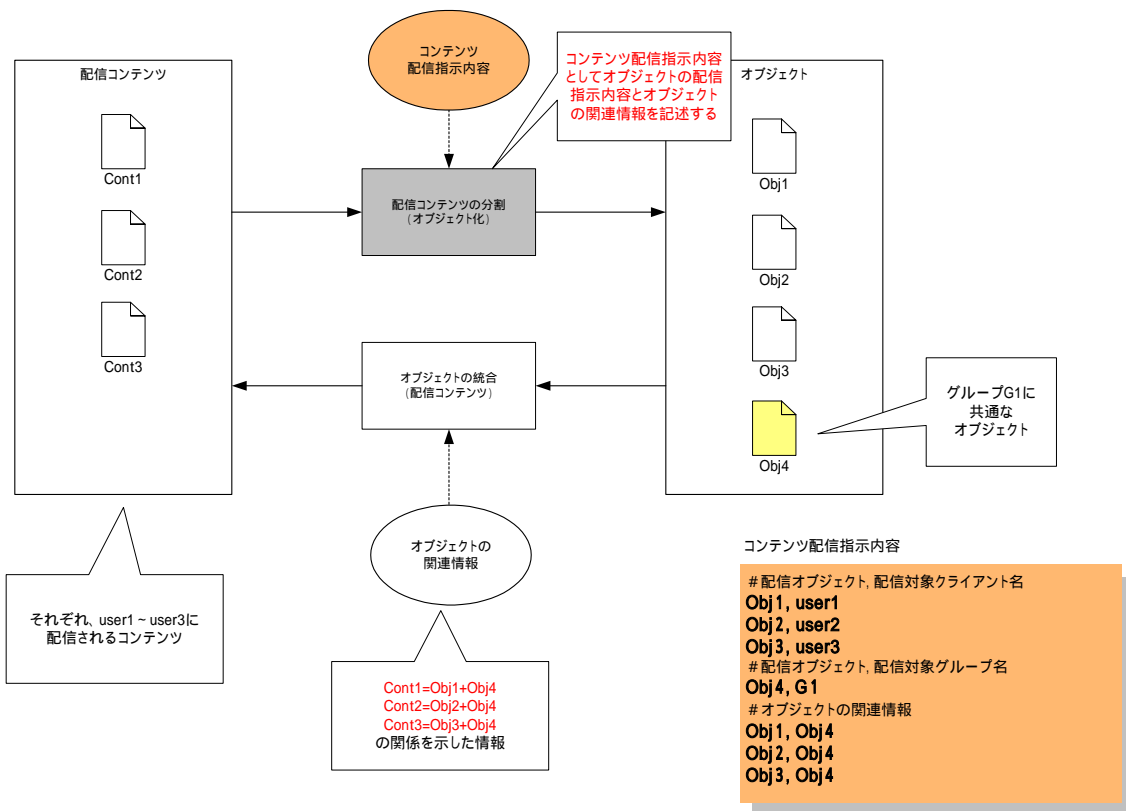 コンテンツ
配信指示内容
コンテンツ配信指示内容
としてオブジェクトの配信
指示内容とオブジェクト
の関連情報を記述する
配信コンテンツ
Cont1
Cont2
Cont3
配信コンテンツの分割
(オブジェクト化)
オブジェクト
Obj1
Obj2
Obj3
Obj4
オブジェクトの統合
(配信コンテンツ)
グループG1に
共通な
オブジェクト
オブジェクトの
関連情報
それぞれ、user1~user3に
配信されるコンテンツ
Cont1=Obj1+Obj4
Cont2=Obj2+Obj4
Cont3=Obj3+Obj4
の関係を示した情報
コンテンツ配信指示内容
#配信オブジェクト, 配信対象クライアント名
Obj1, user1
Obj2, user2
Obj3, user3
#配信オブジェクト, 配信対象グループ名
Obj4, G1
#オブジェクトの関連情報
Obj1, Obj4
Obj2, Obj4
Obj3, Obj4